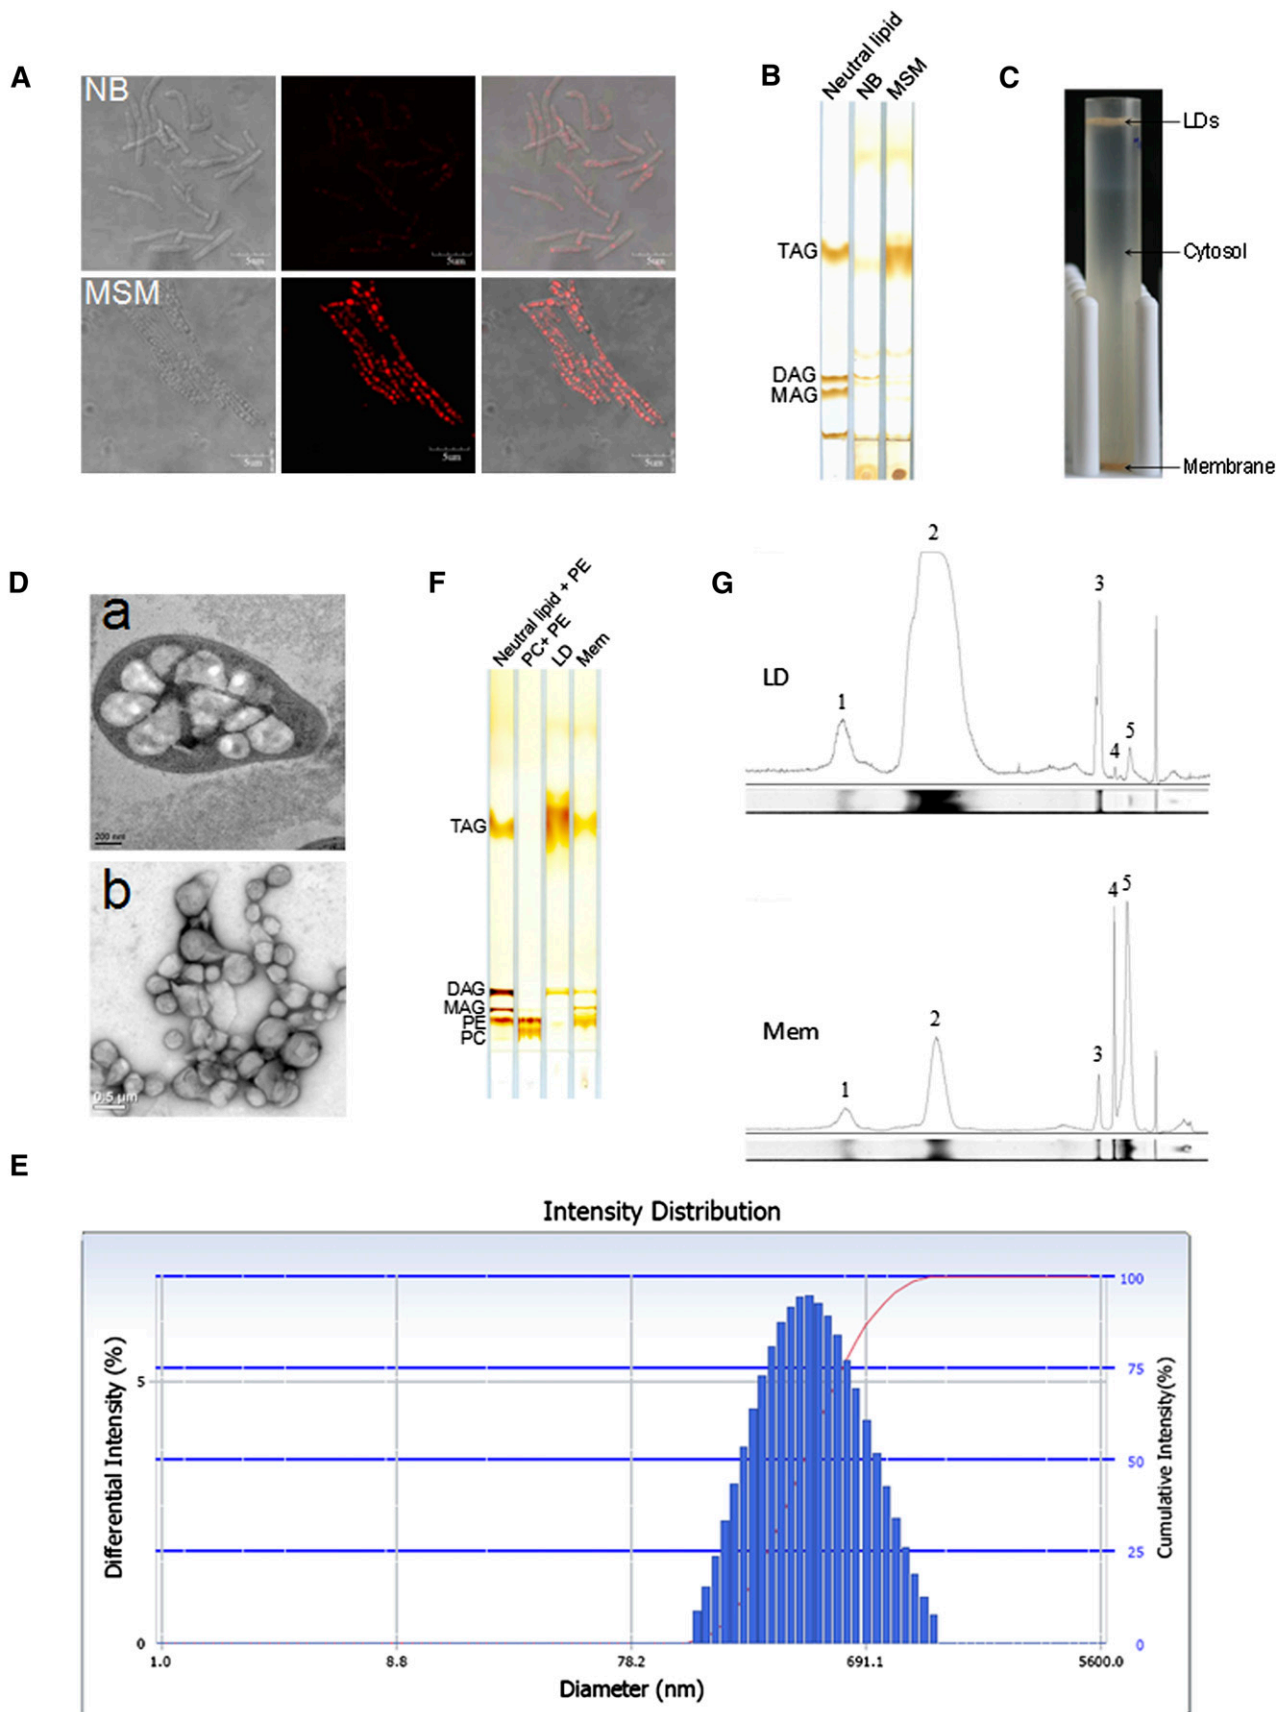 A
NB
5um
5um
5um
MSM
5um
5um
5um
B
Neutral lipid
NB
MSM
TAG
DAG
MAG
C
LDs
Cytosol
Membrane
D
a
200 nm
b
0.5 µm
F
Neutral lipid + PE
PC+ PE
LD
Mem
TAG
DAG
MAG
PE
PC
G
LD
1
2
3
4
5
Mem
1
2
3
4
5
E
Intensity Distribution
Differential Intensity (%)
5
0
Cumulative Intensity(%)
100
75
50
25
0
1.0
8.8
78.2
691.1
5600.0
Diameter (nm)